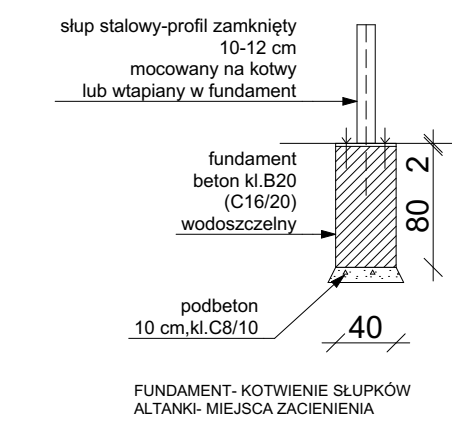 słup stalowy-profil zamknięty
10-12 cm
mocowany na kotwy
lub wtapiany w fundament
fundament
beton kl.B20
(C16/20)
wodoszczelny
2
80
podbeton
10 cm,kl.C8/10
40
FUNDAMENT- KOTWIENIE SŁUPKÓW
ALTANKI- MIEJSCA ZACIENIENIA